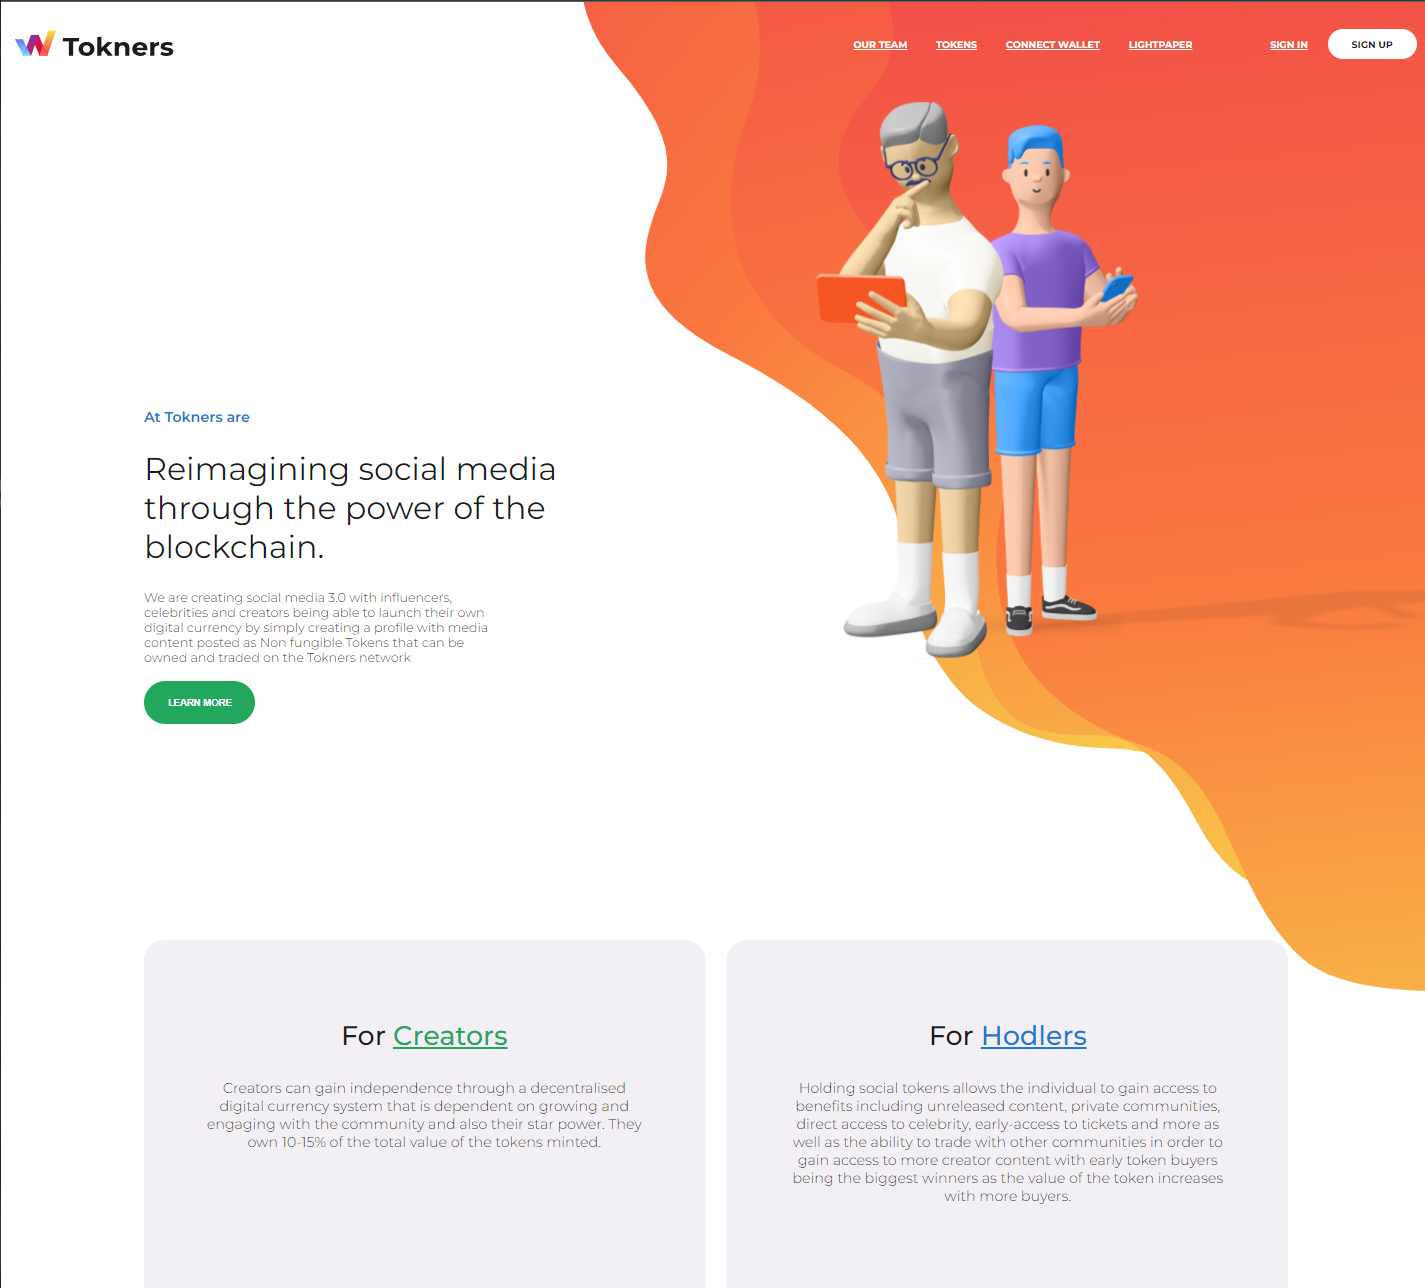 Tokners
OUR TEAM
TOKENS
CONNECT WALLET
LIGHTPAPER
SIGN IN
SIGN UP
At Tokners are
Reimagining social media
through the power of the
blockchain.
We are creating social media 3.0 with influencers,
celebrities and creators being able to launch their own
digital currency by simply creating a profile with media
content posted as Non fungible Tokens that can be
owned and traded on the Tokners network
LEARN MORE
For Creators
Creators can gain independence through a decentralised
digital currency system that is dependent on growing and
engaging with the community and also their star power. They
own 10-15% of the total value of the tokens minted.
For Hodlers
Holding social tokens allows the individual to gain access to
benefits including unreleased content, private communities,
direct access to celebrity, early-access to tickets and more as
well as the ability to trade with other communities in order to
gain access to more creator content with early token buyers
being the biggest winners as the value of the token increases
with more buyers.